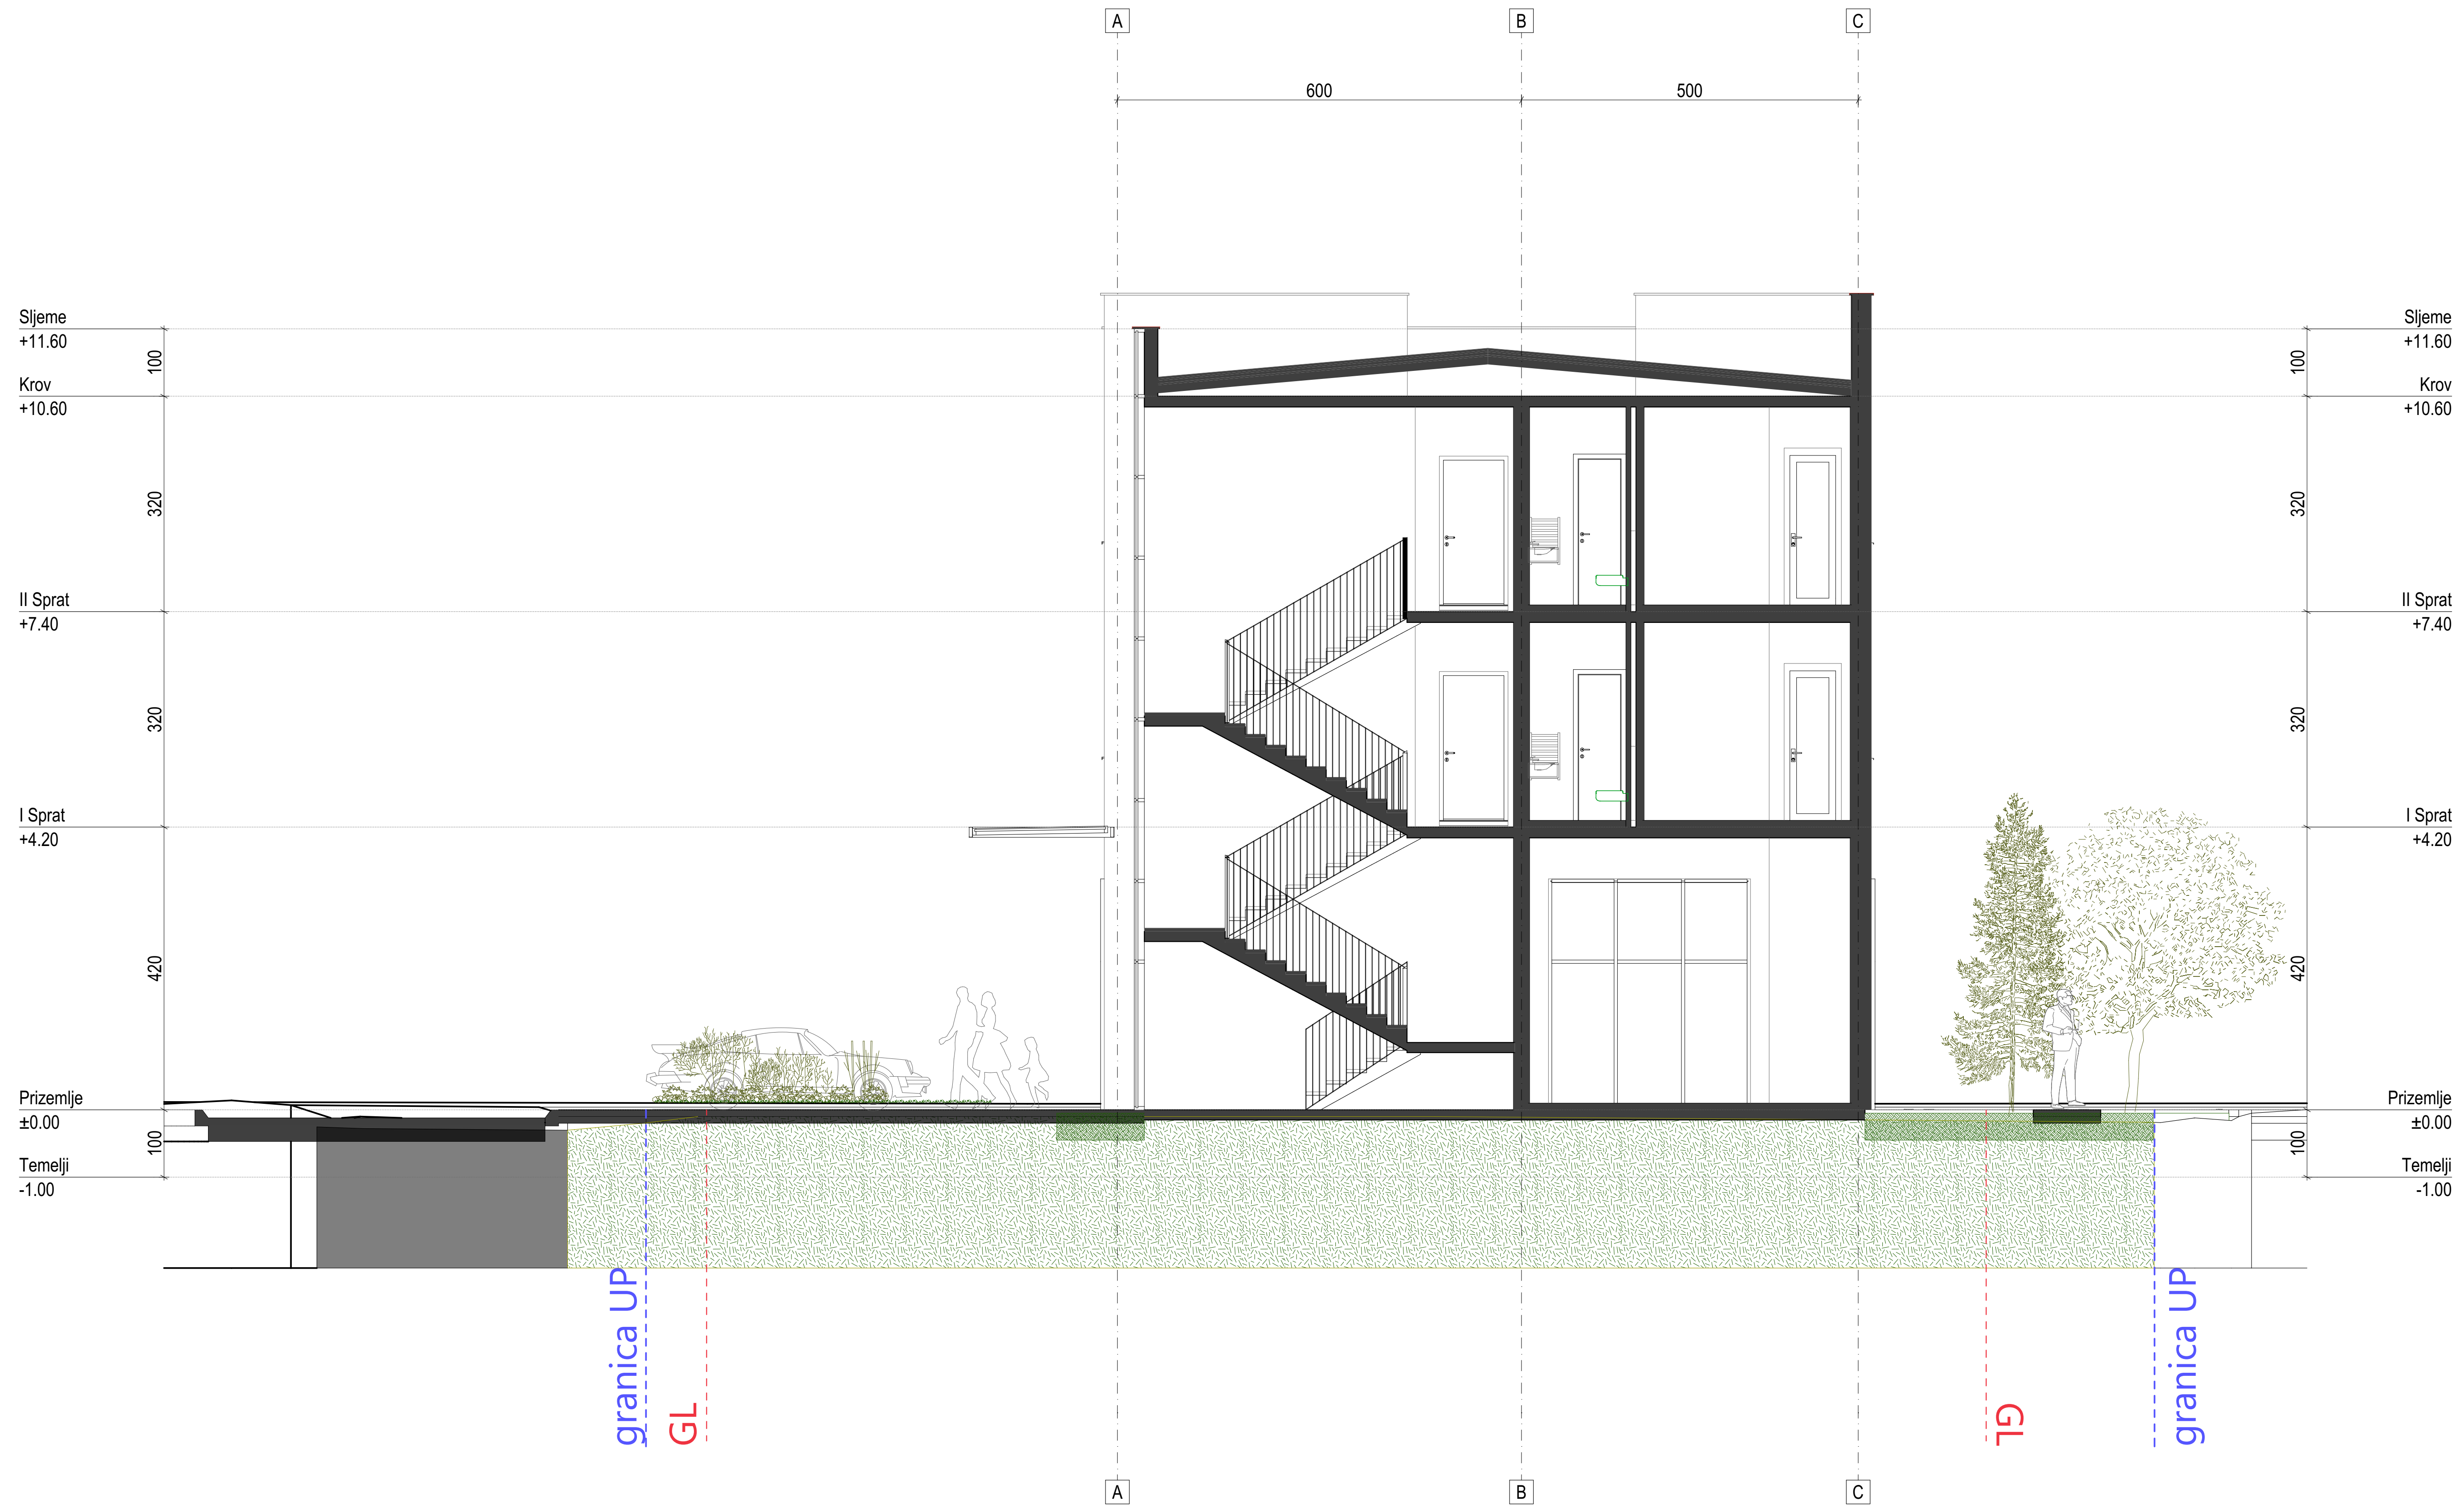 A B C
600 500
Sljeme Sljeme
+11.60 +11.60
100 100
Krov Krov
+10.60 +10.60
320 320
II Sprat II Sprat
+7.40 +7.40
320 320
I Sprat I Sprat
+4.20 +4.20
420 420
Prizemlje Prizemlje
±0.00 ±0.00
100 100
Temelji Temelji
-1.00 -1.00
granica UP
GL
GL
granica UP
A B C